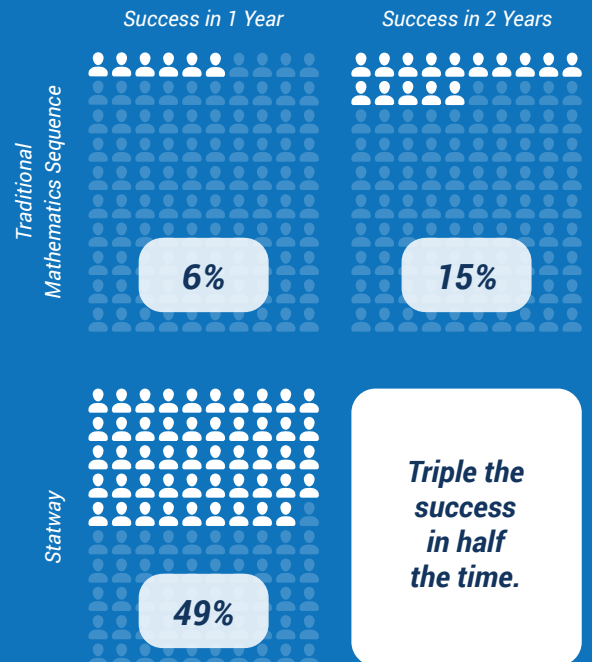 Success in 1 Year
Success in 2 Years
Traditional
Mathematics Sequence
6%
15%
Statway
49%
Triple the
success
in half
the time.